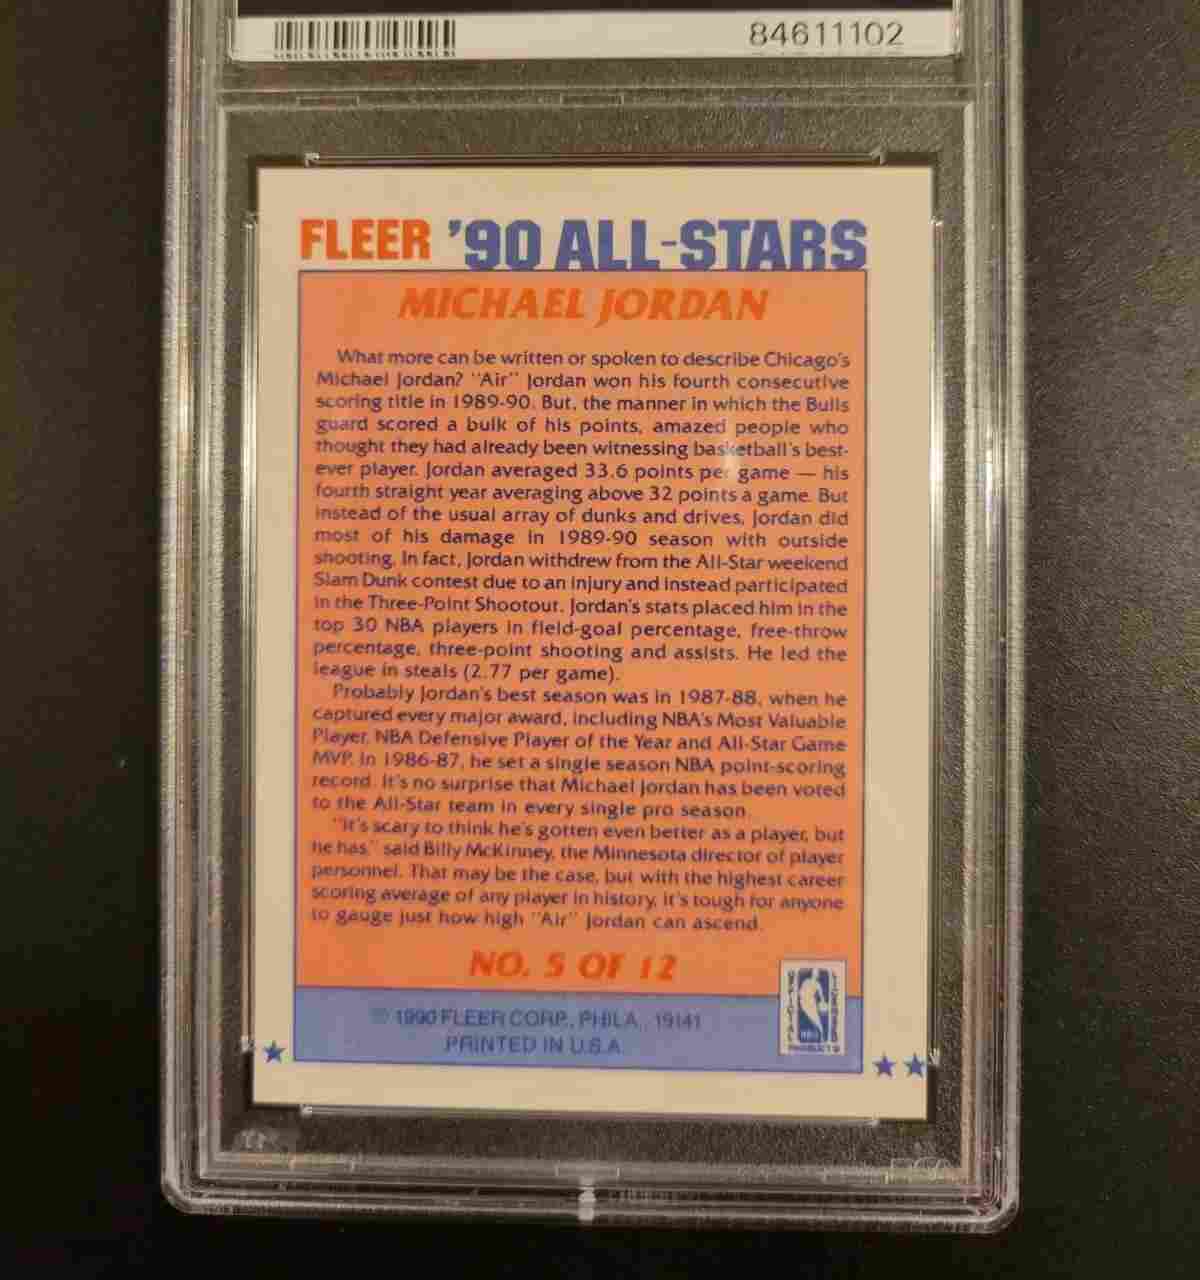 84611102
FLEER '90 ALL-STARS
MICHAEL JORDAN
What more can be written or spoken to describe Chicago's
Michael Jordan? "Air" Jordan won his fourth consecutive
scoring title in 1989-90. But, the manner in which the Bulls
guard scored a bulk of his points, amazed people who
thought they had already been witnessing basketball's best-
ever player. Jordan averaged 33.6 points per game — his
fourth straight year averaging above 32 points a game. But
instead of the usual array of dunks and drives, Jordan did
most of his damage in 1989-90 season with outside
shooting. In fact, Jordan withdrew from the All-Star weekend
Slam Dunk contest due to an injury and instead participated
in the Three-Point Shootout. Jordan's stats placed him in the
top 30 NBA players in field-goal percentage, free-throw
percentage, three-point shooting and assists. He led the
league in steals (2.77 per game).
Probably Jordan's best season was in 1987-88, when he
captured every major award, including NBA's Most Valuable
Player, NBA Defensive Player of the Year and All-Star Game
MVP. In 1986-87, he set a single season NBA point-scoring
record. It's no surprise that Michael Jordan has been voted
to the All-Star team in every single pro season.
"It's scary to think he's gotten even better as a player, but
he has," said Billy McKinney, the Minnesota director of player
personnel. That may be the case, but with the highest career
scoring average of any player in history, it's tough for anyone
to gauge just how high "Air" Jordan can ascend.
NO. 5 OF 12
© 1990 FLEER CORP., PHILA., 19141
PRINTED IN U.S.A.
OFFICIAL
LICENSED
NBA
PRODUCTS